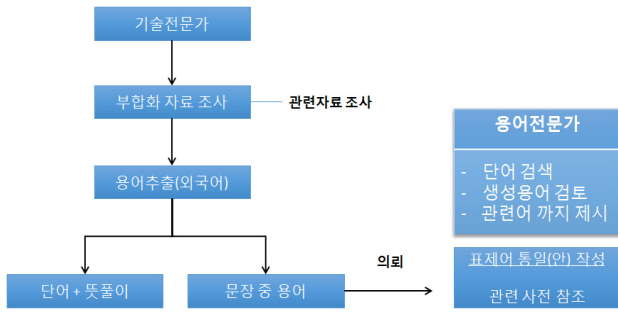 기술전문가
부합화 자료 조사
관련자료 조사
용어추출(외국어)
단어 + 뜻풀이
문장 중 용어
의뢰
용어전문가
- 단어 검색
- 생성용어 검토
- 관련어 까지 제시
표제어 통일(안) 작성
관련 사전 참조